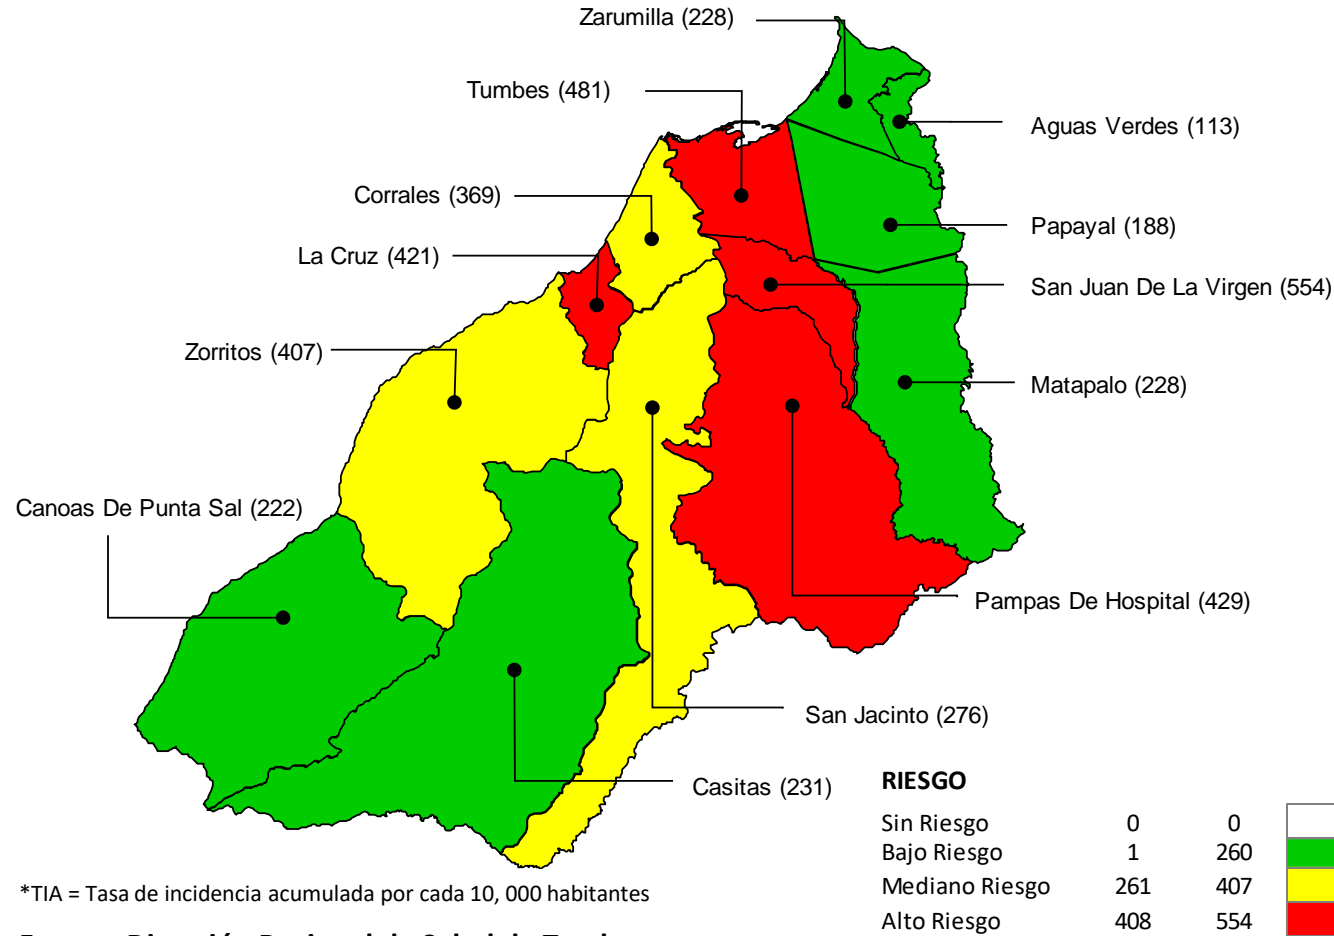 Zarumilla (228)
Tumbes (481)
Aguas Verdes (113)
Corrales (369)
Papayal (188)
La Cruz (421)
San Juan De La Virgen (554)
Zorritos (407)
Matapalo (228)
Canoas De Punta Sal (222)
Pampas De Hospital (429)
San Jacinto (276)
Casitas (231)
RIESGO
Sin Riesgo 0 0
Bajo Riesgo 1 260
Mediano Riesgo 261 407
Alto Riesgo 408 554
*TIA = Tasa de incidencia acumulada por cada 10, 000 habitantes